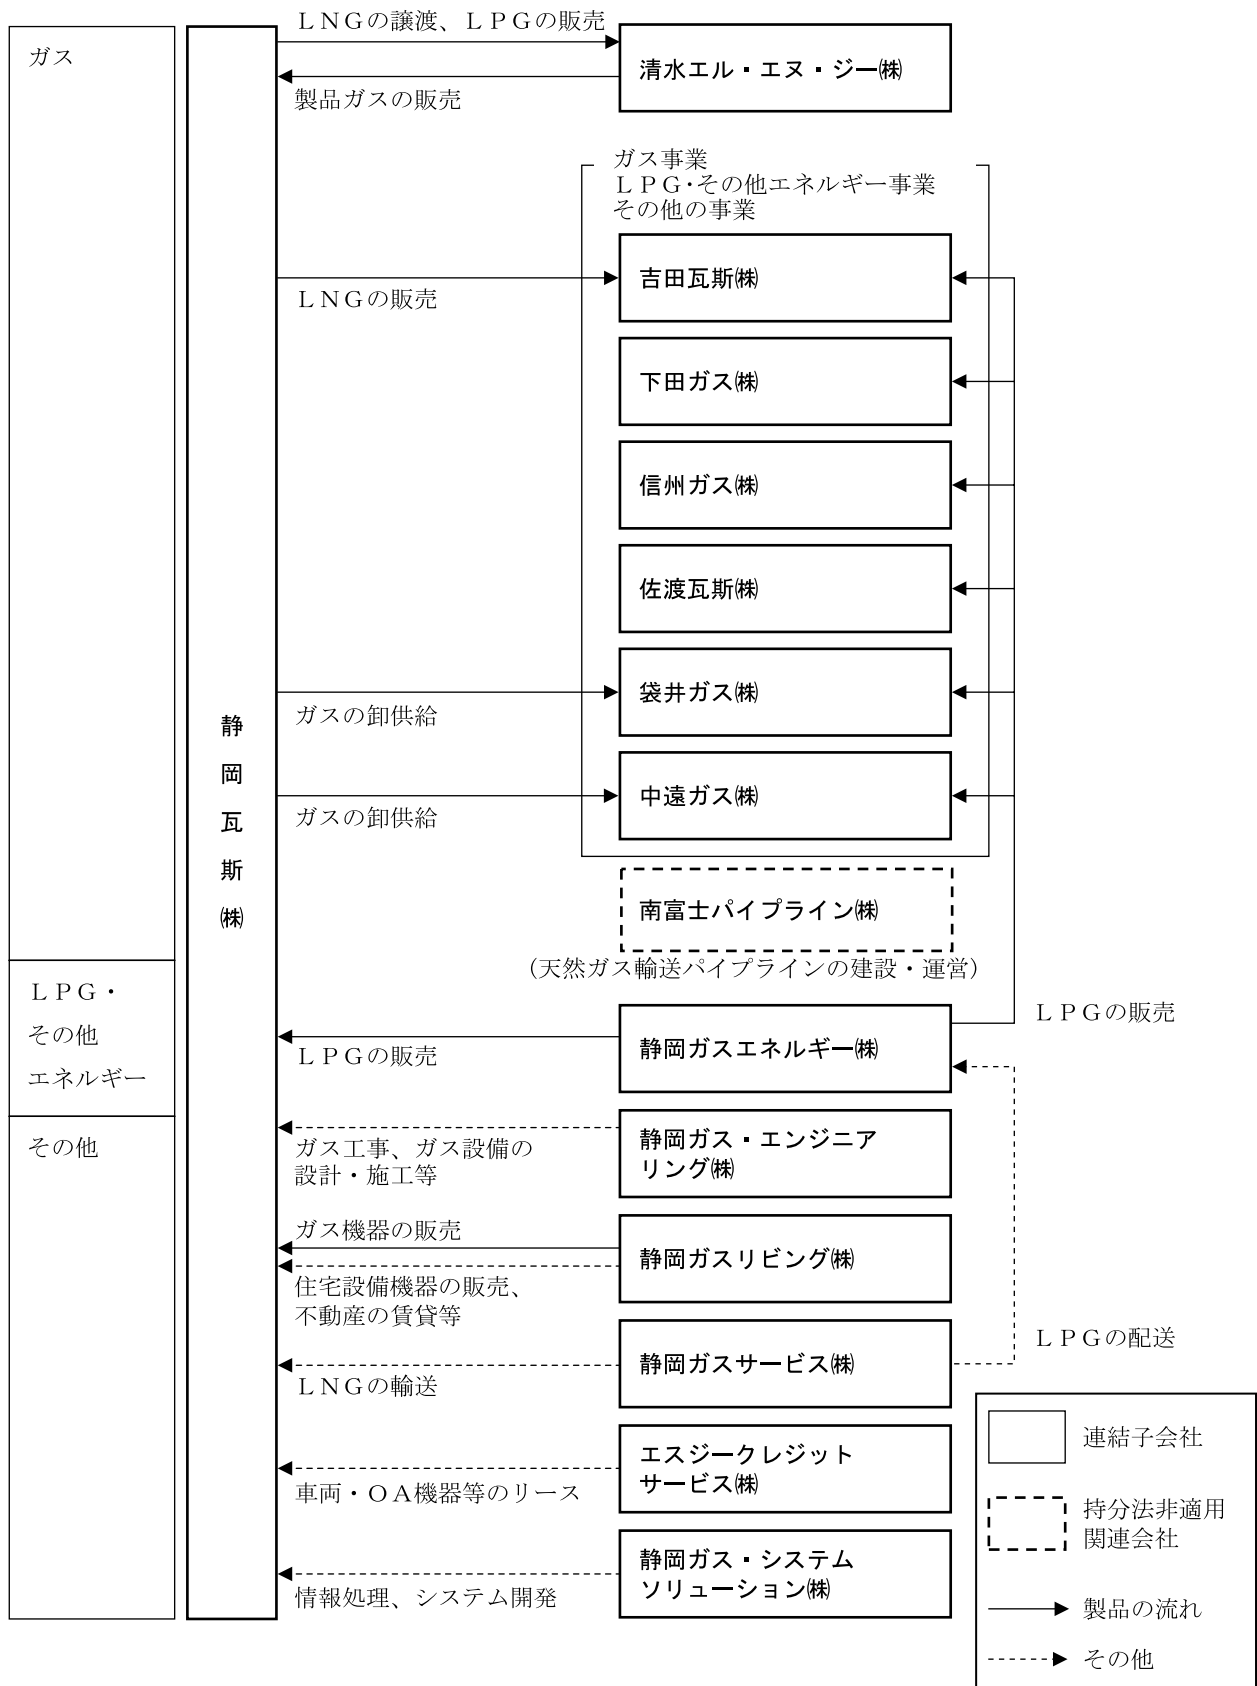 ガス
LPG・
その他
エネルギー
その他
静
岡
瓦
斯
㈱
LNGの譲渡、LPGの販売
清水エル・エヌ・ジー㈱
製品ガスの販売
ガス事業
LPG・その他エネルギー事業
その他の事業
吉田瓦斯㈱
LNGの販売
下田ガス㈱
信州ガス㈱
佐渡瓦斯㈱
袋井ガス㈱
ガスの卸供給
中遠ガス㈱
ガスの卸供給
南富士パイプライン㈱
(天然ガス輸送パイプラインの建設・運営)
LPGの販売
静岡ガスエネルギー㈱
LPGの販売
静岡ガス・エンジニア
リング㈱
ガス工事、ガス設備の
設計・施工等
ガス機器の販売
静岡ガスリビング㈱
住宅設備機器の販売、
不動産の賃貸等
LPGの配送
静岡ガスサービス㈱
LNGの輸送
エスジークレジット
サービス㈱
車両・OA機器等のリース
静岡ガス・システム
ソリューション㈱
情報処理、システム開発
連結子会社
持分法非適用
関連会社
製品の流れ
その他